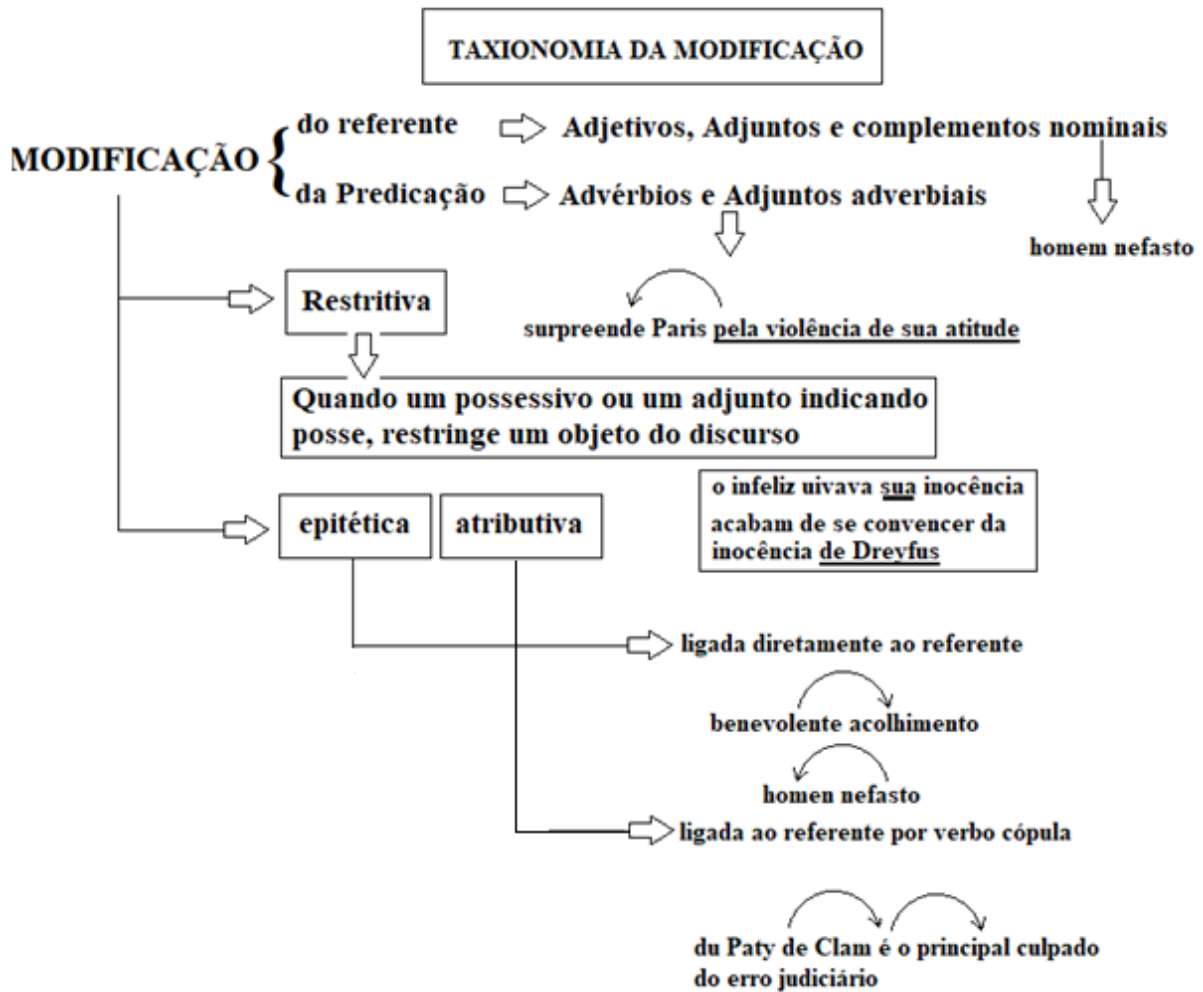 TAXIONOMIA DA MODIFICAÇÃO
do referente
Adjetivos, Adjuntos e complementos nominais
MODIFICAÇÃO {
da Predicação
Advérbios e Adjuntos adverbiais
homem nefasto
Restritiva
surpreende Paris pela violência de sua atitude
Quando um possessivo ou um adjunto indicando
posse, restringe um objeto do discurso
o infeliz uivava sua inocência
acabam de se convencer da
inocência de Dreyfus
epitética
atributiva
ligada diretamente ao referente
benevolente acolhimento
homen nefasto
ligada ao referente por verbo cópula
du Paty de Clam é o principal culpado
do erro judiciário